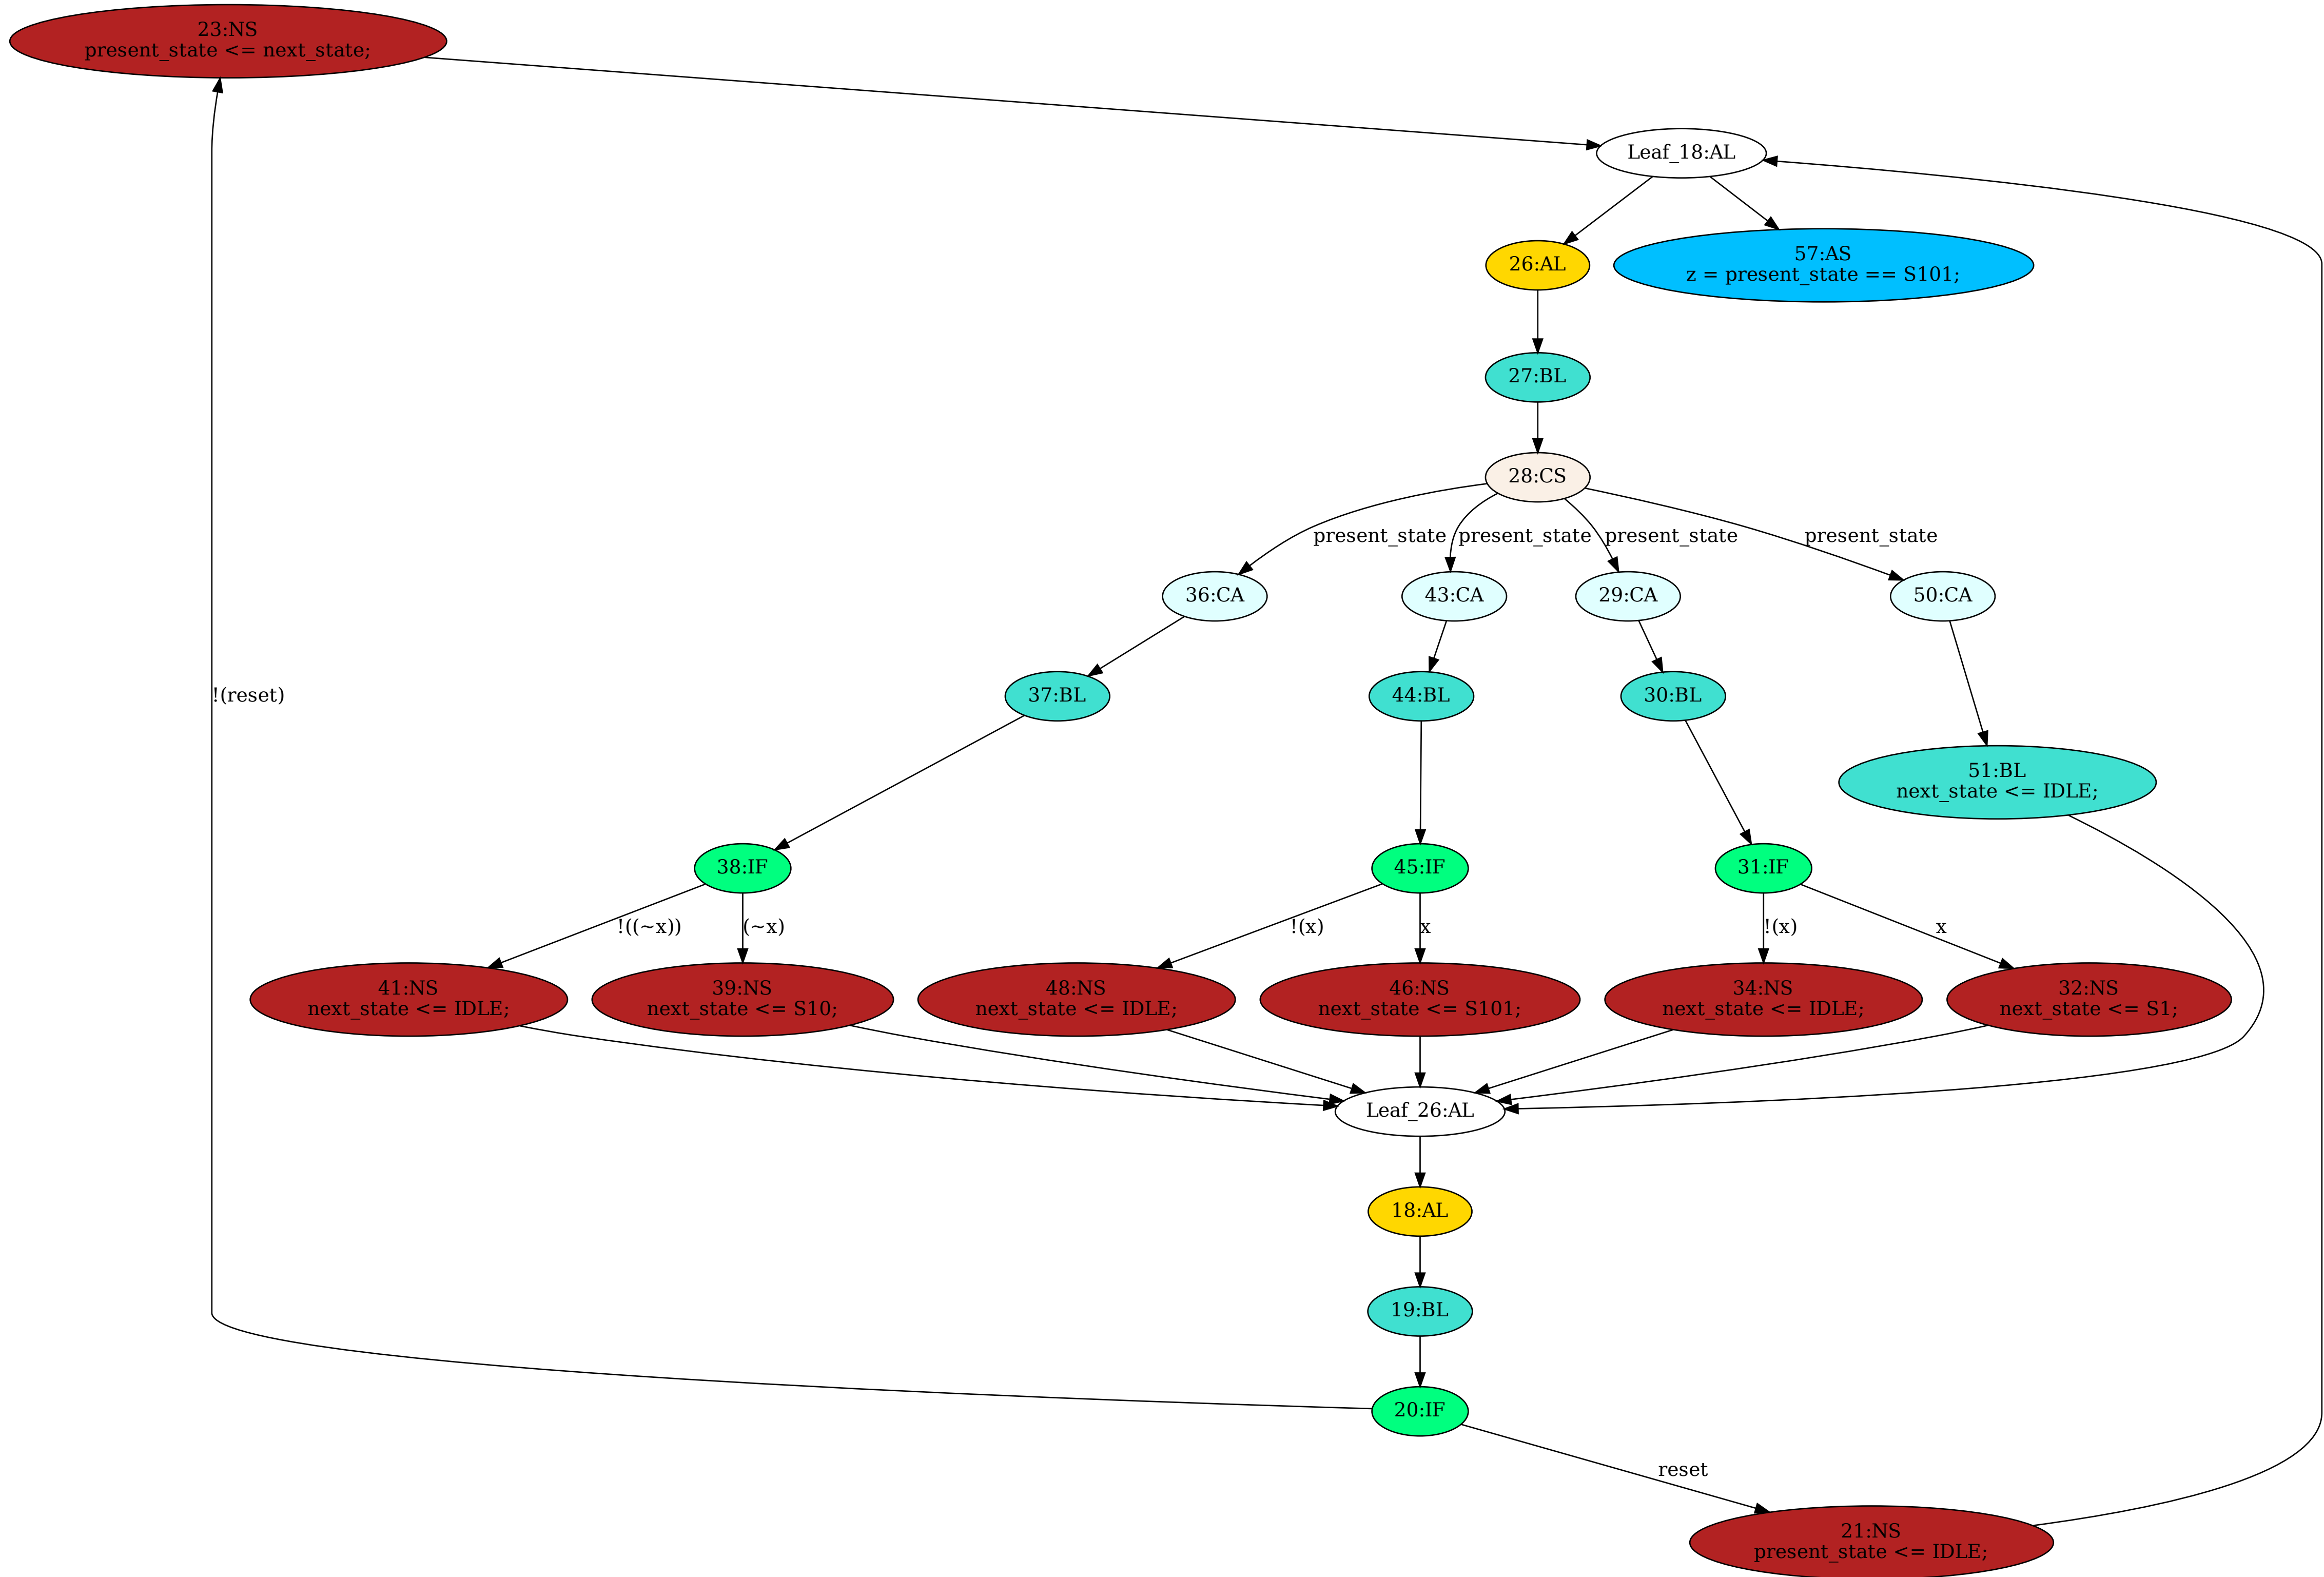 23:NS
present_state <= next_state;
Leaf_18:AL
26:AL
57:AS
z = present_state == S101;
27:BL
28:CS
present_state
present_state
present_state
present_state
36:CA
43:CA
29:CA
50:CA
!(reset)
37:BL
44:BL
30:BL
51:BL
next_state <= IDLE;
38:IF
45:IF
31:IF
!((~x))
(~x)
!(x)
x
!(x)
x
41:NS
next_state <= IDLE;
39:NS
next_state <= S10;
48:NS
next_state <= IDLE;
46:NS
next_state <= S101;
34:NS
next_state <= IDLE;
32:NS
next_state <= S1;
Leaf_26:AL
18:AL
19:BL
20:IF
reset
21:NS
present_state <= IDLE;